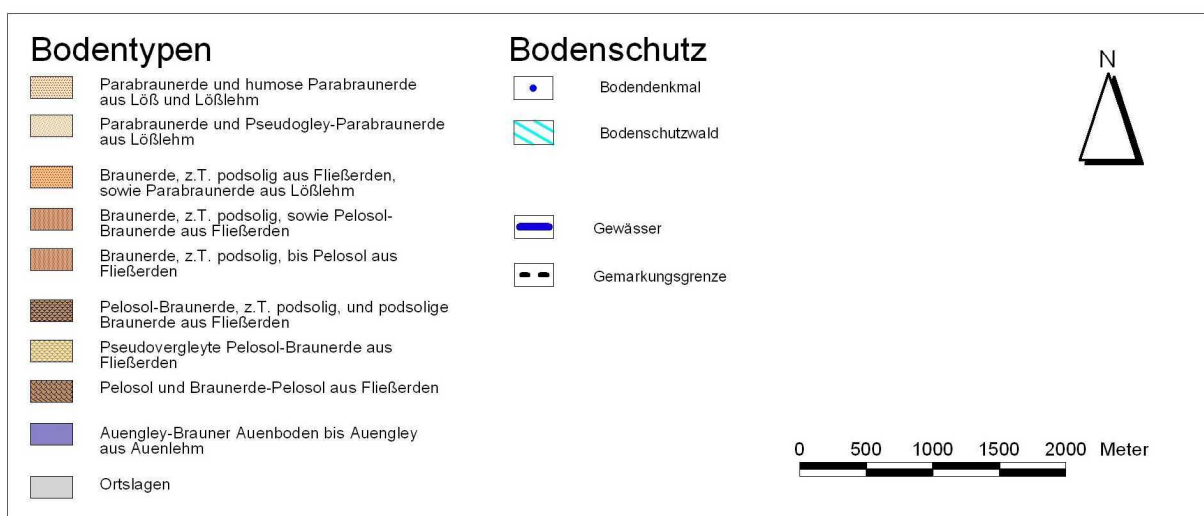 Bodentypen
Parabraunerde und humose Parabraunerde
aus Löß und Lößlehm
Parabraunerde und Pseudogley-Parabraunerde
aus Lößlehm
Braunerde, z.T. podsolig aus Fließerden,
sowie Parabraunerde aus Lößlehm
Braunerde, z.T. podsolig, sowie Pelosol-
Braunerde aus Fließerden
Braunerde, z.T. podsolig, bis Pelosol aus
Fließerden
Pelosol-Braunerde, z.T. podsolig, und podsolige
Braunerde aus Fließerden
Pseudovergleyte Pelosol-Braunerde aus
Fließerden
Pelosol und Braunerde-Pelosol aus Fließerden
Auengley-Brauner Auenboden bis Auengley
aus Auenlehm
Ortslagen
Bodenschutz
Bodendenkmal
Bodenschutzwald
Gewässer
Gemarkungsgrenze
N
0 500 1000 1500 2000 Meter